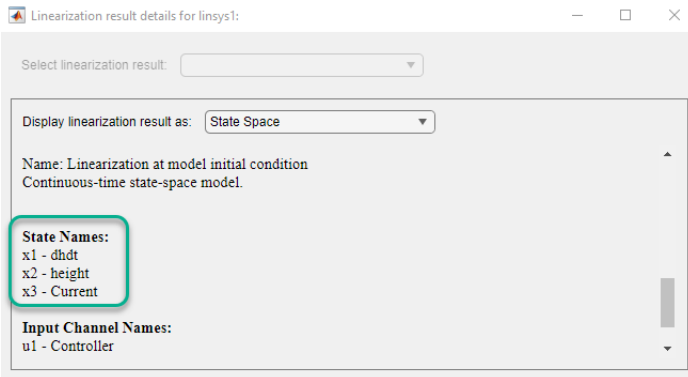 Linearization result details for linsys1:
Select linearization result:
Display linearization result as: State Space
Name: Linearization at model initial condition
Continuous-time state-space model.
State Names:
x1 - dhdt
x2 - height
x3 - Current
Input Channel Names:
u1 - Controller